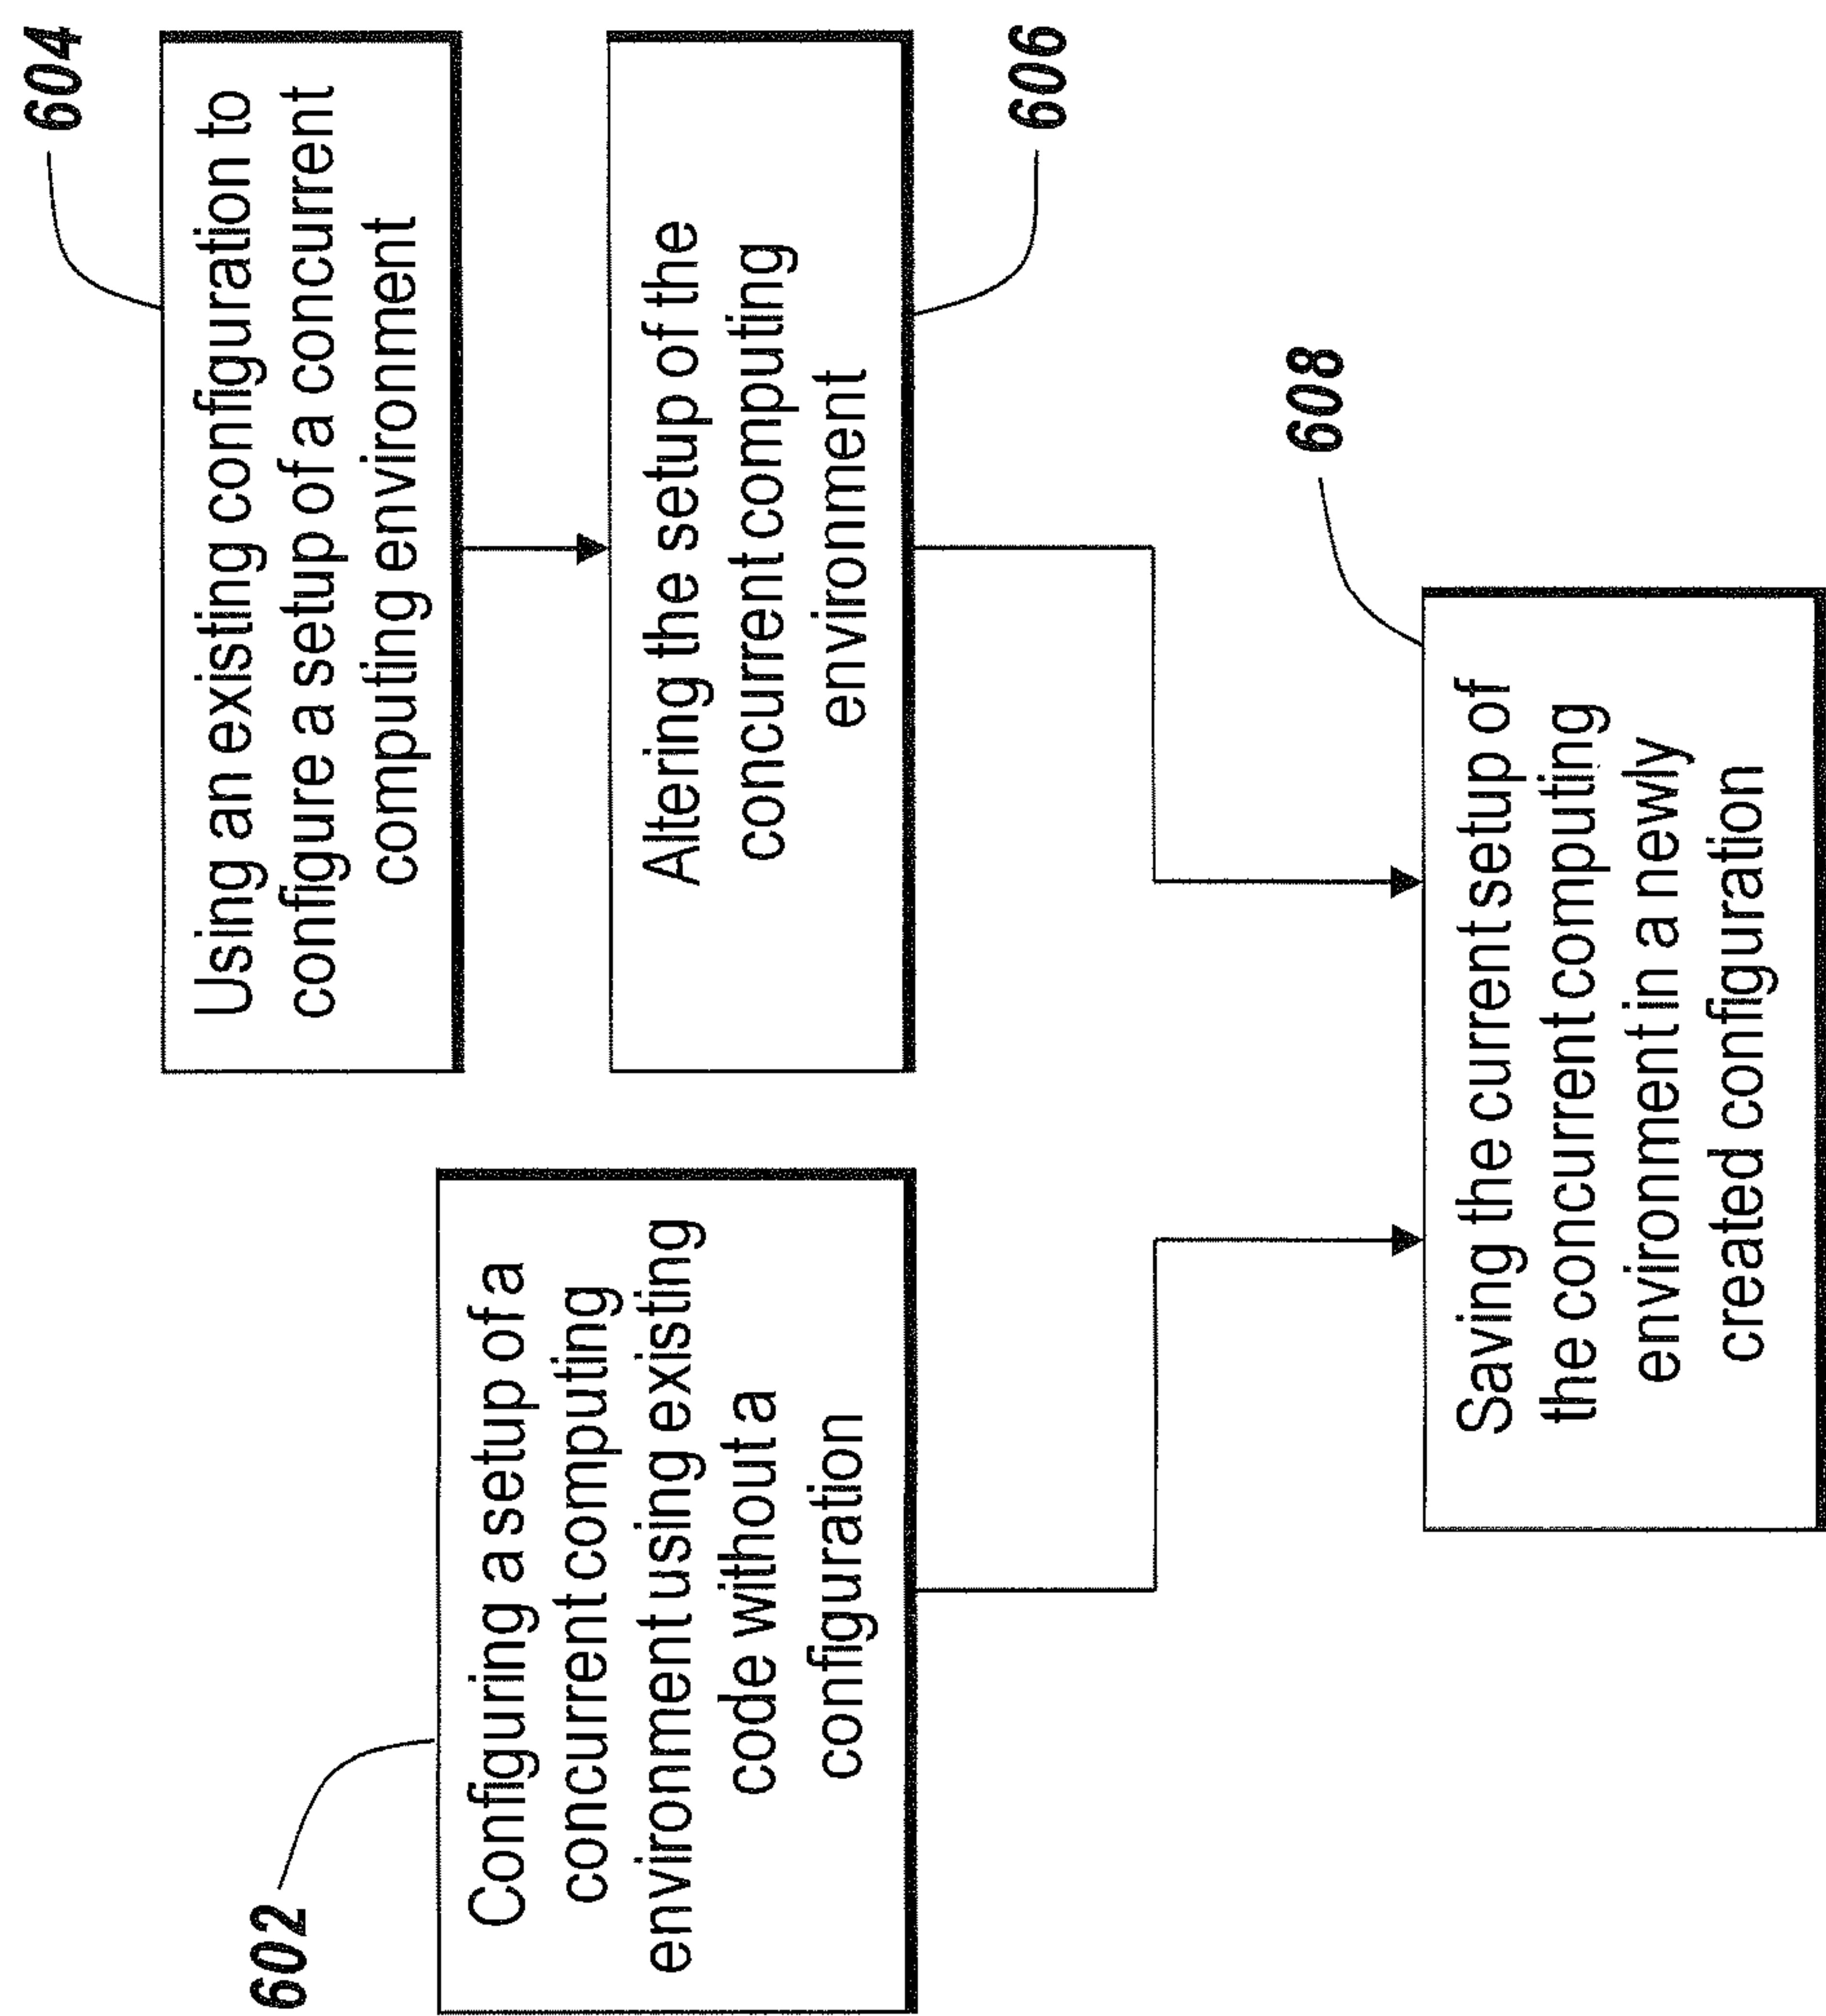 602
Configuring a setup of a
concurrent computing
environment using existing
code without a
configuration
604
Using an existing configuration to
configure a setup of a concurrent
computing environment
Altering the setup of the
concurrent computing
environment
606
608
Saving the current setup of
the concurrent computing
environment in a newly
created configuration